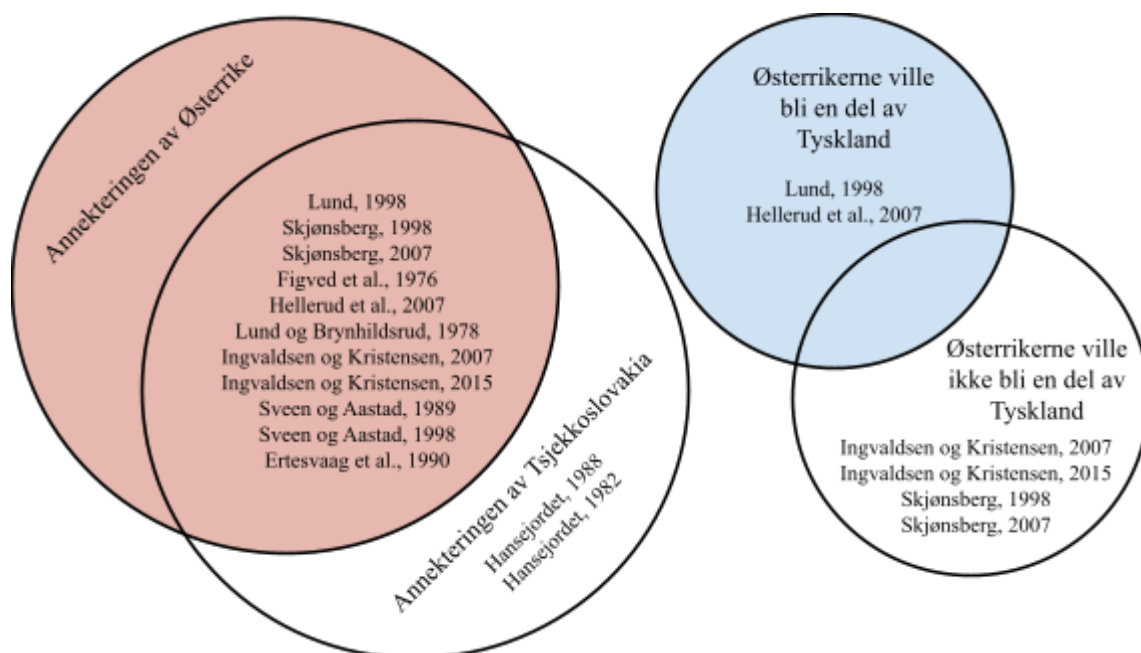 Annekteringen av Østerrike
Lund, 1998
Skjønsberg, 1998
Skjønsberg, 2007
Figved et al., 1976
Hellerud et al., 2007
Lund og Brynhildsrud, 1978
Ingvaldsen og Kristensen, 2007
Ingvaldsen og Kristensen, 2015
Sveen og Aastad, 1989
Sveen og Aastad, 1998
Ertesvaag et al., 1990
Annekteringen av Tsjekkoslovakia
Hansejordet, 1988
Hansejordet, 1982
Østerrikerne ville
bli en del av
Tyskland
Lund, 1998
Hellerud et al., 2007
Østerrikerne ville
ikke bli en del av
Tyskland
Ingvaldsen og Kristensen, 2007
Ingvaldsen og Kristensen, 2015
Skjønsberg, 1998
Skjønsberg, 2007